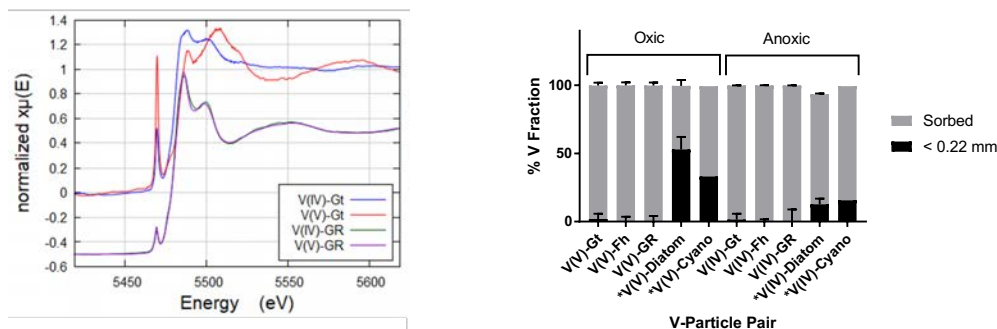 1.4
1.2
1
0.8
0.6
0.4
0.2
0
-0.2
-0.4
-0.6
normalized xμ(E)
V(IV)-Gt
V(V)-Gt
V(IV)-GR
V(V)-GR
5450
5500
5550
5600
Energy (eV)
Oxic
Anoxic
100
50
0
% V Fraction
Sorbed
< 0.22 mm
V(V)-Gt
V(V)-Fh
V(V)-GR
*V(V)-Diatom
*V(V)-Cyano
V(IV)-Gt
V(IV)-Fh
V(IV)-GR
*V(IV)-Diatom
*V(IV)-Cyano
V-Particle Pair